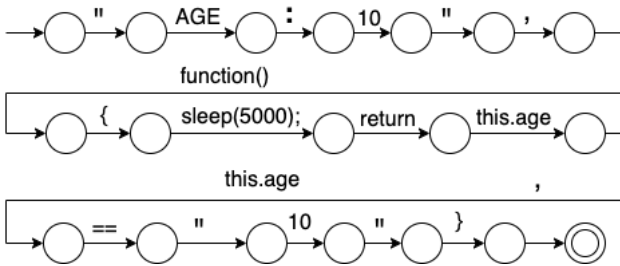 " AGE : 10 " ,
function()
{ sleep(5000); return this.age
this.age ,
== " 10 " }